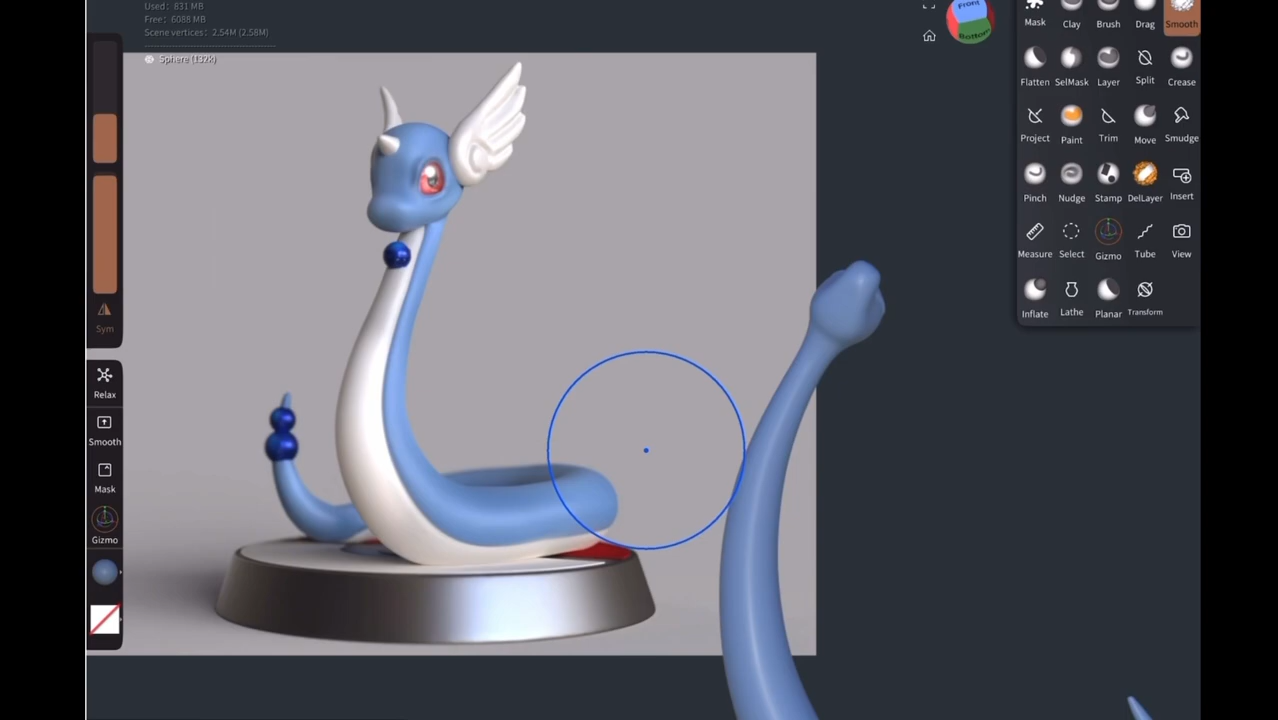 Used: 831 MB
Free: 6088 MB
Scene vertices: 2.54M (2.58M)
Sphere (132k)
Front
Bottom
Mask Clay Brush Drag Smooth
Flatten SelMask Layer Split Crease
Project Paint Trim Move Smudge
Pinch Nudge Stamp DelLayer Insert
Measure Select Gizmo Tube View
Inflate Lathe Planar Transform
Sym
Relax
Smooth
Mask
Gizmo